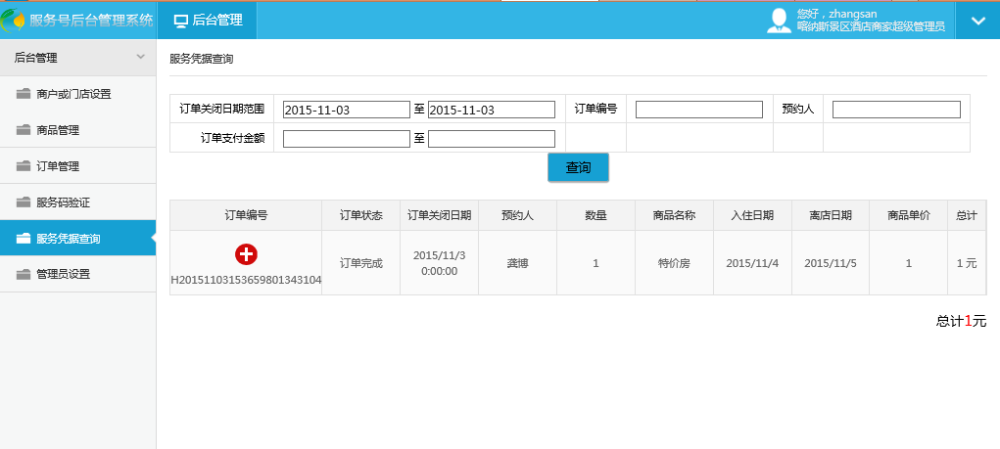 服务号后台管理系统
后台管理
您好，zhangsan
喀纳斯景区酒店商家超级管理员
后台管理
商户或门店设置
商品管理
订单管理
服务码验证
服务凭据查询
管理员设置
服务凭据查询
订单关闭日期范围 2015-11-03 至 2015-11-03 订单编号 预约人
订单支付金额 至
查询
订单编号 订单状态 订单关闭日期 预约人 数量 商品名称 入住日期 离店日期 商品单价 总计
H20151103153659801343104 订单完成 2015/11/3 0:00:00 龚博 1 特价房 2015/11/4 2015/11/5 1 1 元
总计1元